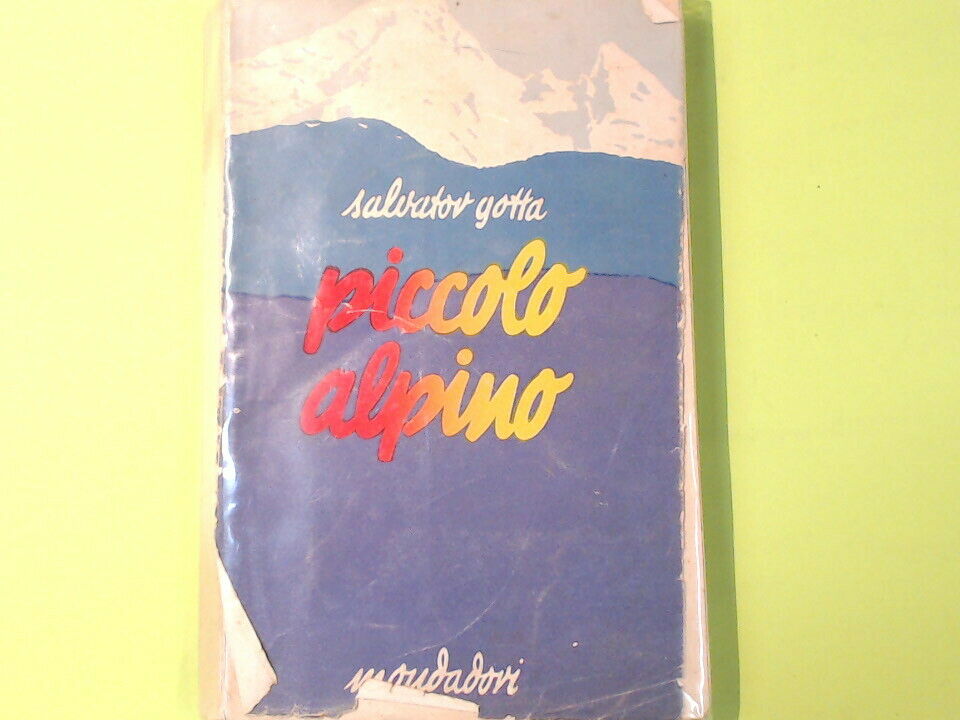 salvator gotta
piccolo
alpino
mondadori